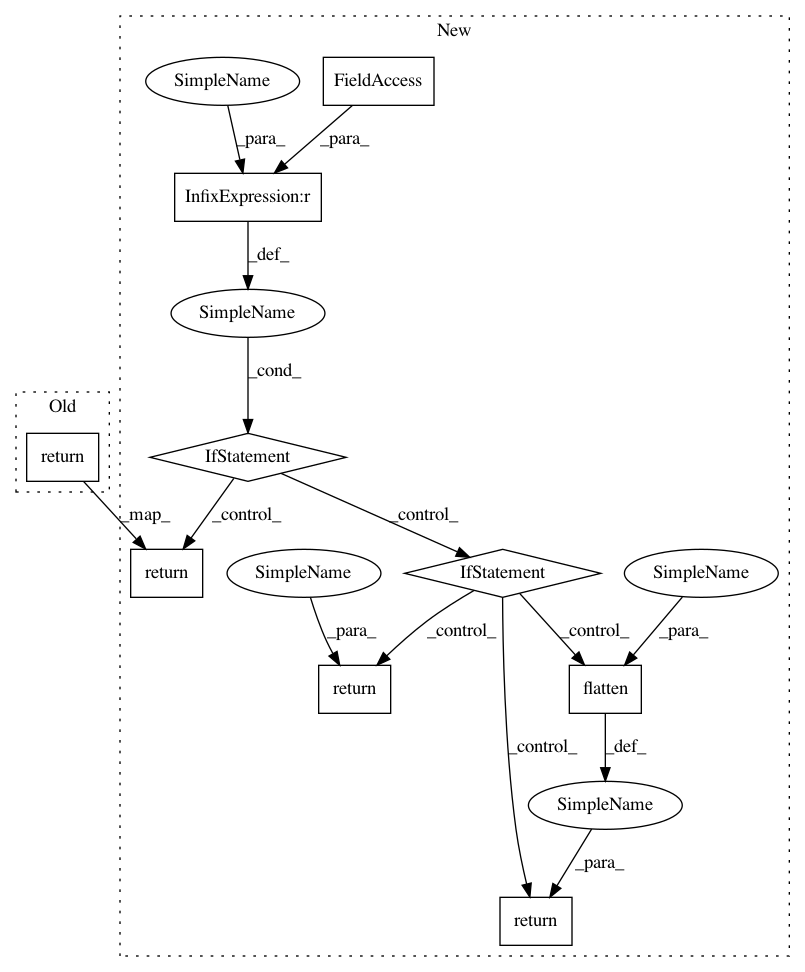 New
SimpleName
FieldAccess
_para_
_para_
InfixExpression:r
_def_
SimpleName
_cond_
Old
return
IfStatement
_map_
_control_
_control_
return
SimpleName
IfStatement
SimpleName
_para_
_control_
_control_
_para_
return
flatten
_control_
_def_
SimpleName
_para_
return